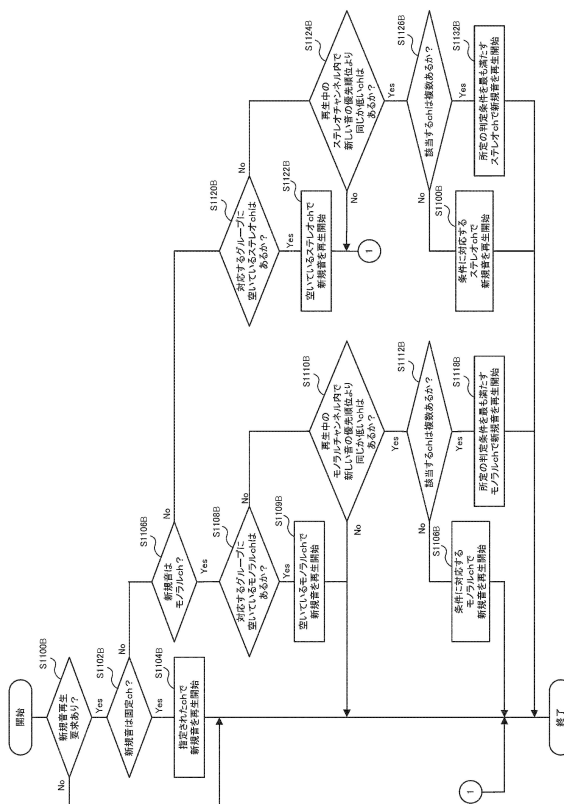 開始
S1100B
新規音再生
要求あり?
No
Yes
S1102B
新規音は固定ch?
No
Yes
S1104B
指定されたchで
新規音を再生開始
S1106B
新規音は
モノラルch?
No
Yes
S1108B
対応するグループに
空いているモノラルchは
あるか?
No
Yes
S1109B
空いているモノラルchで
新規音を再生開始
S1110B
再生中の
モノラルチャンネル内で
新しい音の優先順位より
同じか低いchは
あるか?
No
Yes
S1112B
該当するchは複数あるか?
No
Yes
S1106B
条件に対応する
モノラルchで
新規音を再生開始
S1118B
所定の判定条件を最も満たす
モノラルchで新規音を再生開始
S1120B
対応するグループに
空いているステレオchは
あるか?
No
Yes
S1122B
空いているステレオchで
新規音を再生開始
S1124B
再生中の
ステレオチャンネル内で
新しい音の優先順位より
同じか低いchは
あるか?
No
Yes
1
S1126B
該当するchは複数あるか?
No
Yes
S1100B
条件に対応する
ステレオchで
新規音を再生開始
S1132B
所定の判定条件を最も満たす
ステレオchで新規音を再生開始
1
終了